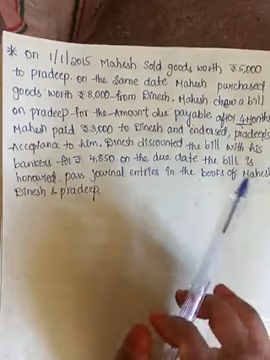 * On 1/1/2015 Mahesh sold goods worth ₹5,000
to pradeep. on the same date Mahesh purchased
goods worth ₹8,000 from Dinesh. Mahesh drew a bill
on pradeep for the Amount due payable after 4 Months
Mahesh paid ₹3,000 to Dinesh and endorsed, pradeep's
Acceptana to him. Dinesh discounted the bill with his
bankers for ₹ 4,850 on the due date the bill is
honoured. pass journal entries in the books of Mahesh
Dinesh & pradeep.